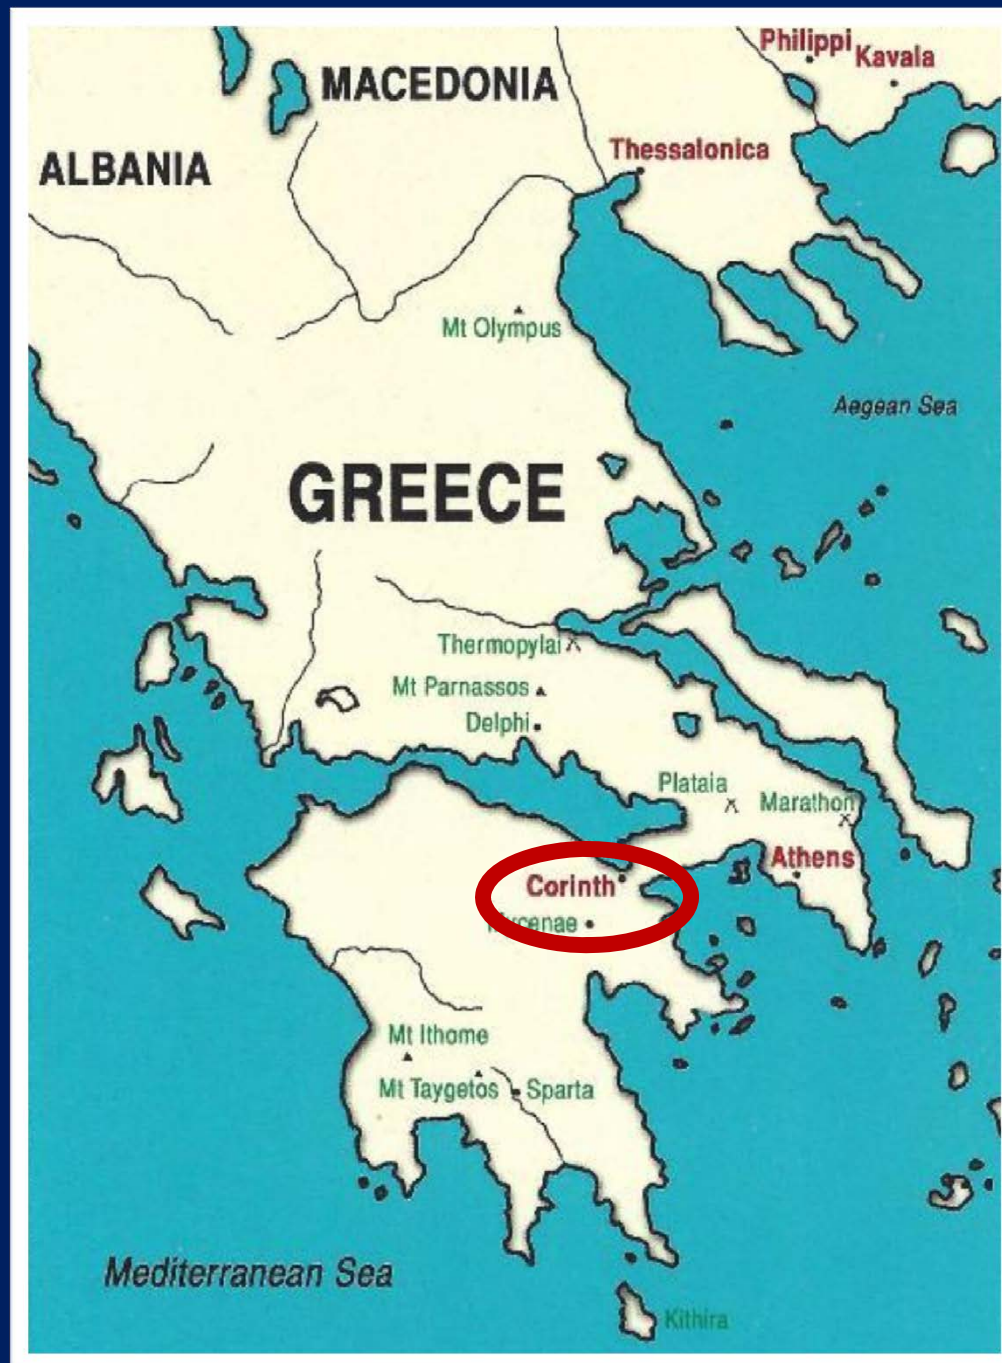 Philippi
Kavala
MACEDONIA
Thessalonica
ALBANIA
Mt Olympus
Aegean Sea
GREECE
Thermopylai
Mt Parnassos
Delphi
Plataia
Marathon
Athens
Corinth
Mycenae
Mt Ithome
Mt Taygetos
Sparta
Mediterranean Sea
Kithira